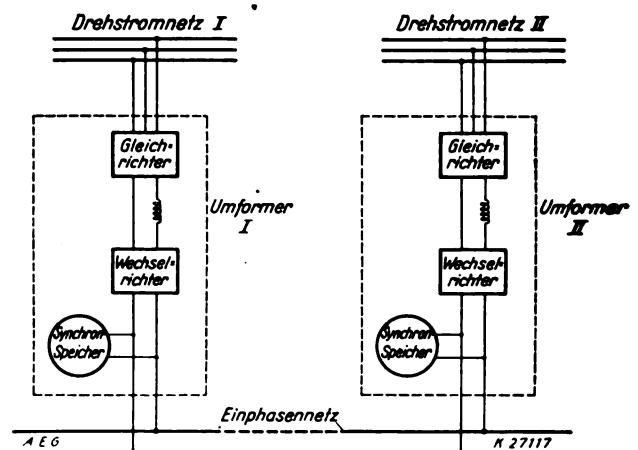 Drehstromnetz I
Drehstromnetz II
Gleich=
richter
Gleich=
richter
Umformer
I
Umformer
II
Wechsel=
richter
Wechsel=
richter
Synchron
Speicher
Synchron
Speicher
Einphasennetz
AEG
K 27117